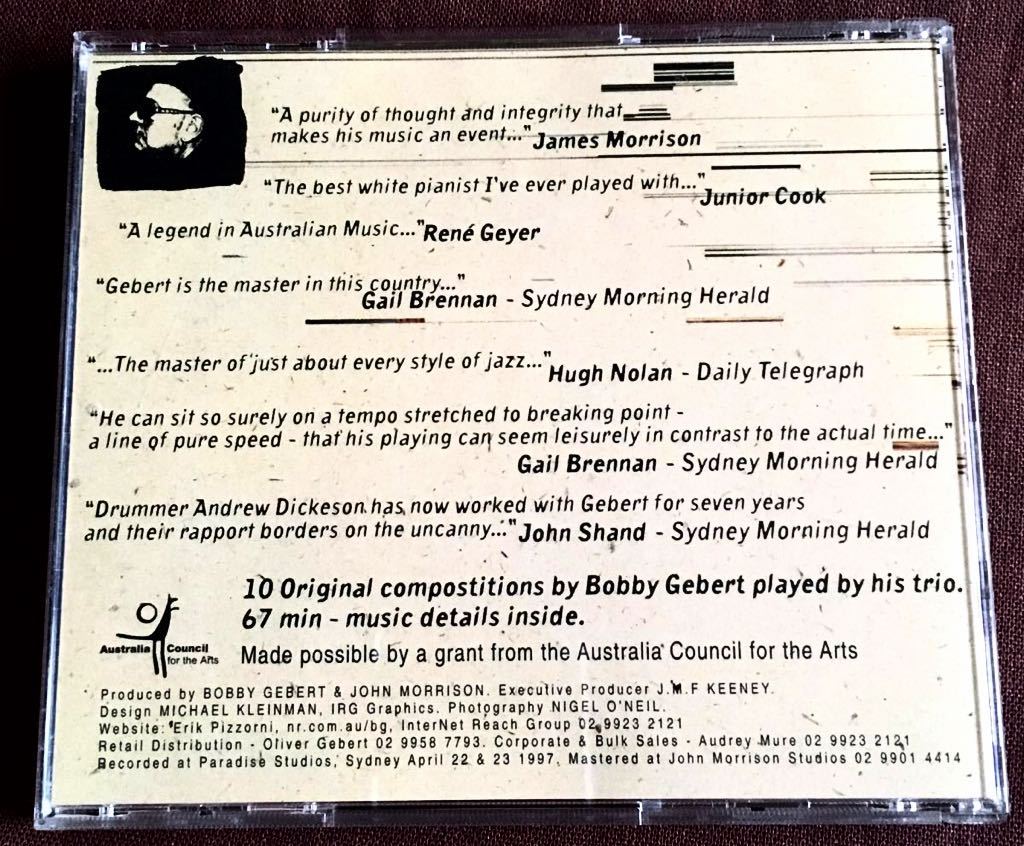 "A purity of thought and integrity that
makes his music an event..." James Morrison
"The best white pianist I've ever played with..." Junior Cook
"A legend in Australian Music..." René Geyer
"Gebert is the master in this country..."
Gail Brennan - Sydney Morning Herald
"...The master of just about every style of jazz..." Hugh Nolan - Daily Telegraph
"He can sit so surely on a tempo stretched to breaking point -
a line of pure speed - that his playing can seem leisurely in contrast to the actual time..."
Gail Brennan - Sydney Morning Herald
"Drummer Andrew Dickeson has now worked with Gebert for seven years
and their rapport borders on the uncanny..." John Shand - Sydney Morning Herald
10 Original compostitions by Bobby Gebert played by his trio.
67 min - music details inside.
Australia Council
for the Arts
Made possible by a grant from the Australia Council for the Arts
Produced by BOBBY GEBERT & JOHN MORRISON. Executive Producer J.M.F KEENEY.
Design MICHAEL KLEINMAN, IRG Graphics. Photography NIGEL O'NEIL.
Website: Erik Pizzorni, nr.com.au/bg, InterNet Reach Group 02 9923 2121
Retail Distribution - Oliver Gebert 02 9958 7793. Corporate & Bulk Sales - Audrey Mure 02 9923 2121
Recorded at Paradise Studios, Sydney April 22 & 23 1997, Mastered at John Morrison Studios 02 9901 4414